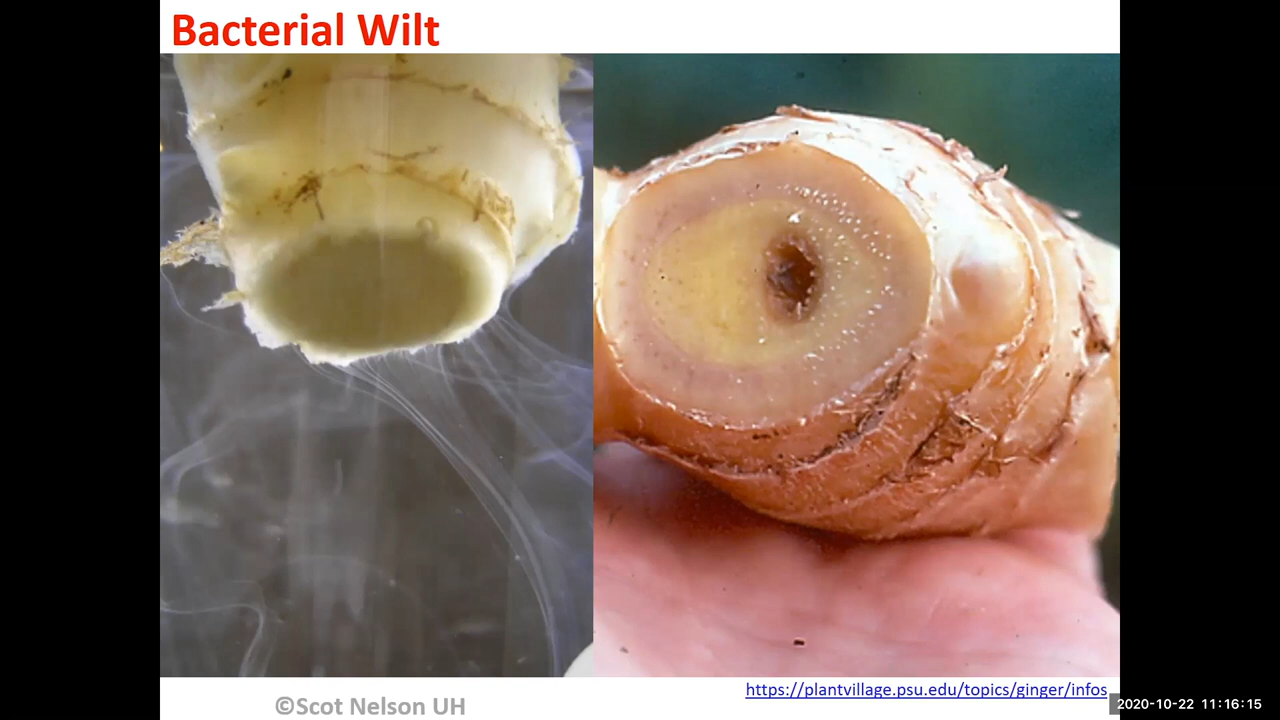 Bacterial Wilt
https://plantvillage.psu.edu/topics/ginger/infos
©Scot Nelson UH
2020-10-22 11:16:15